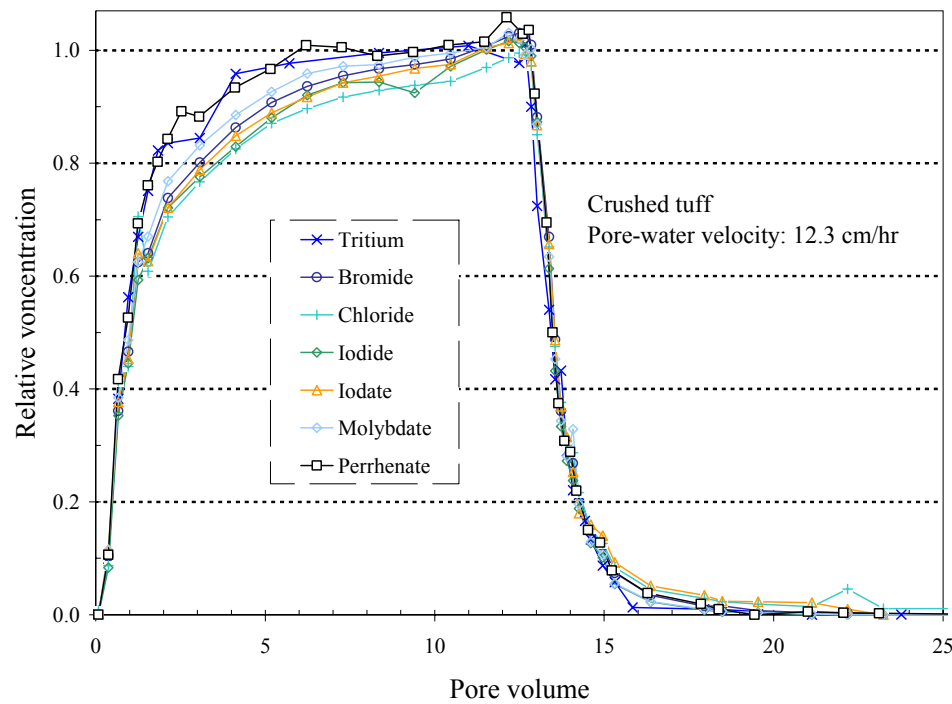 1.0
0.8
0.6
0.4
0.2
0.0
Relative voncentration
Crushed tuff
Pore-water velocity: 12.3 cm/hr
Tritium
Bromide
Chloride
Iodide
Iodate
Molybdate
Perrhenate
0 5 10 15 20 25
Pore volume